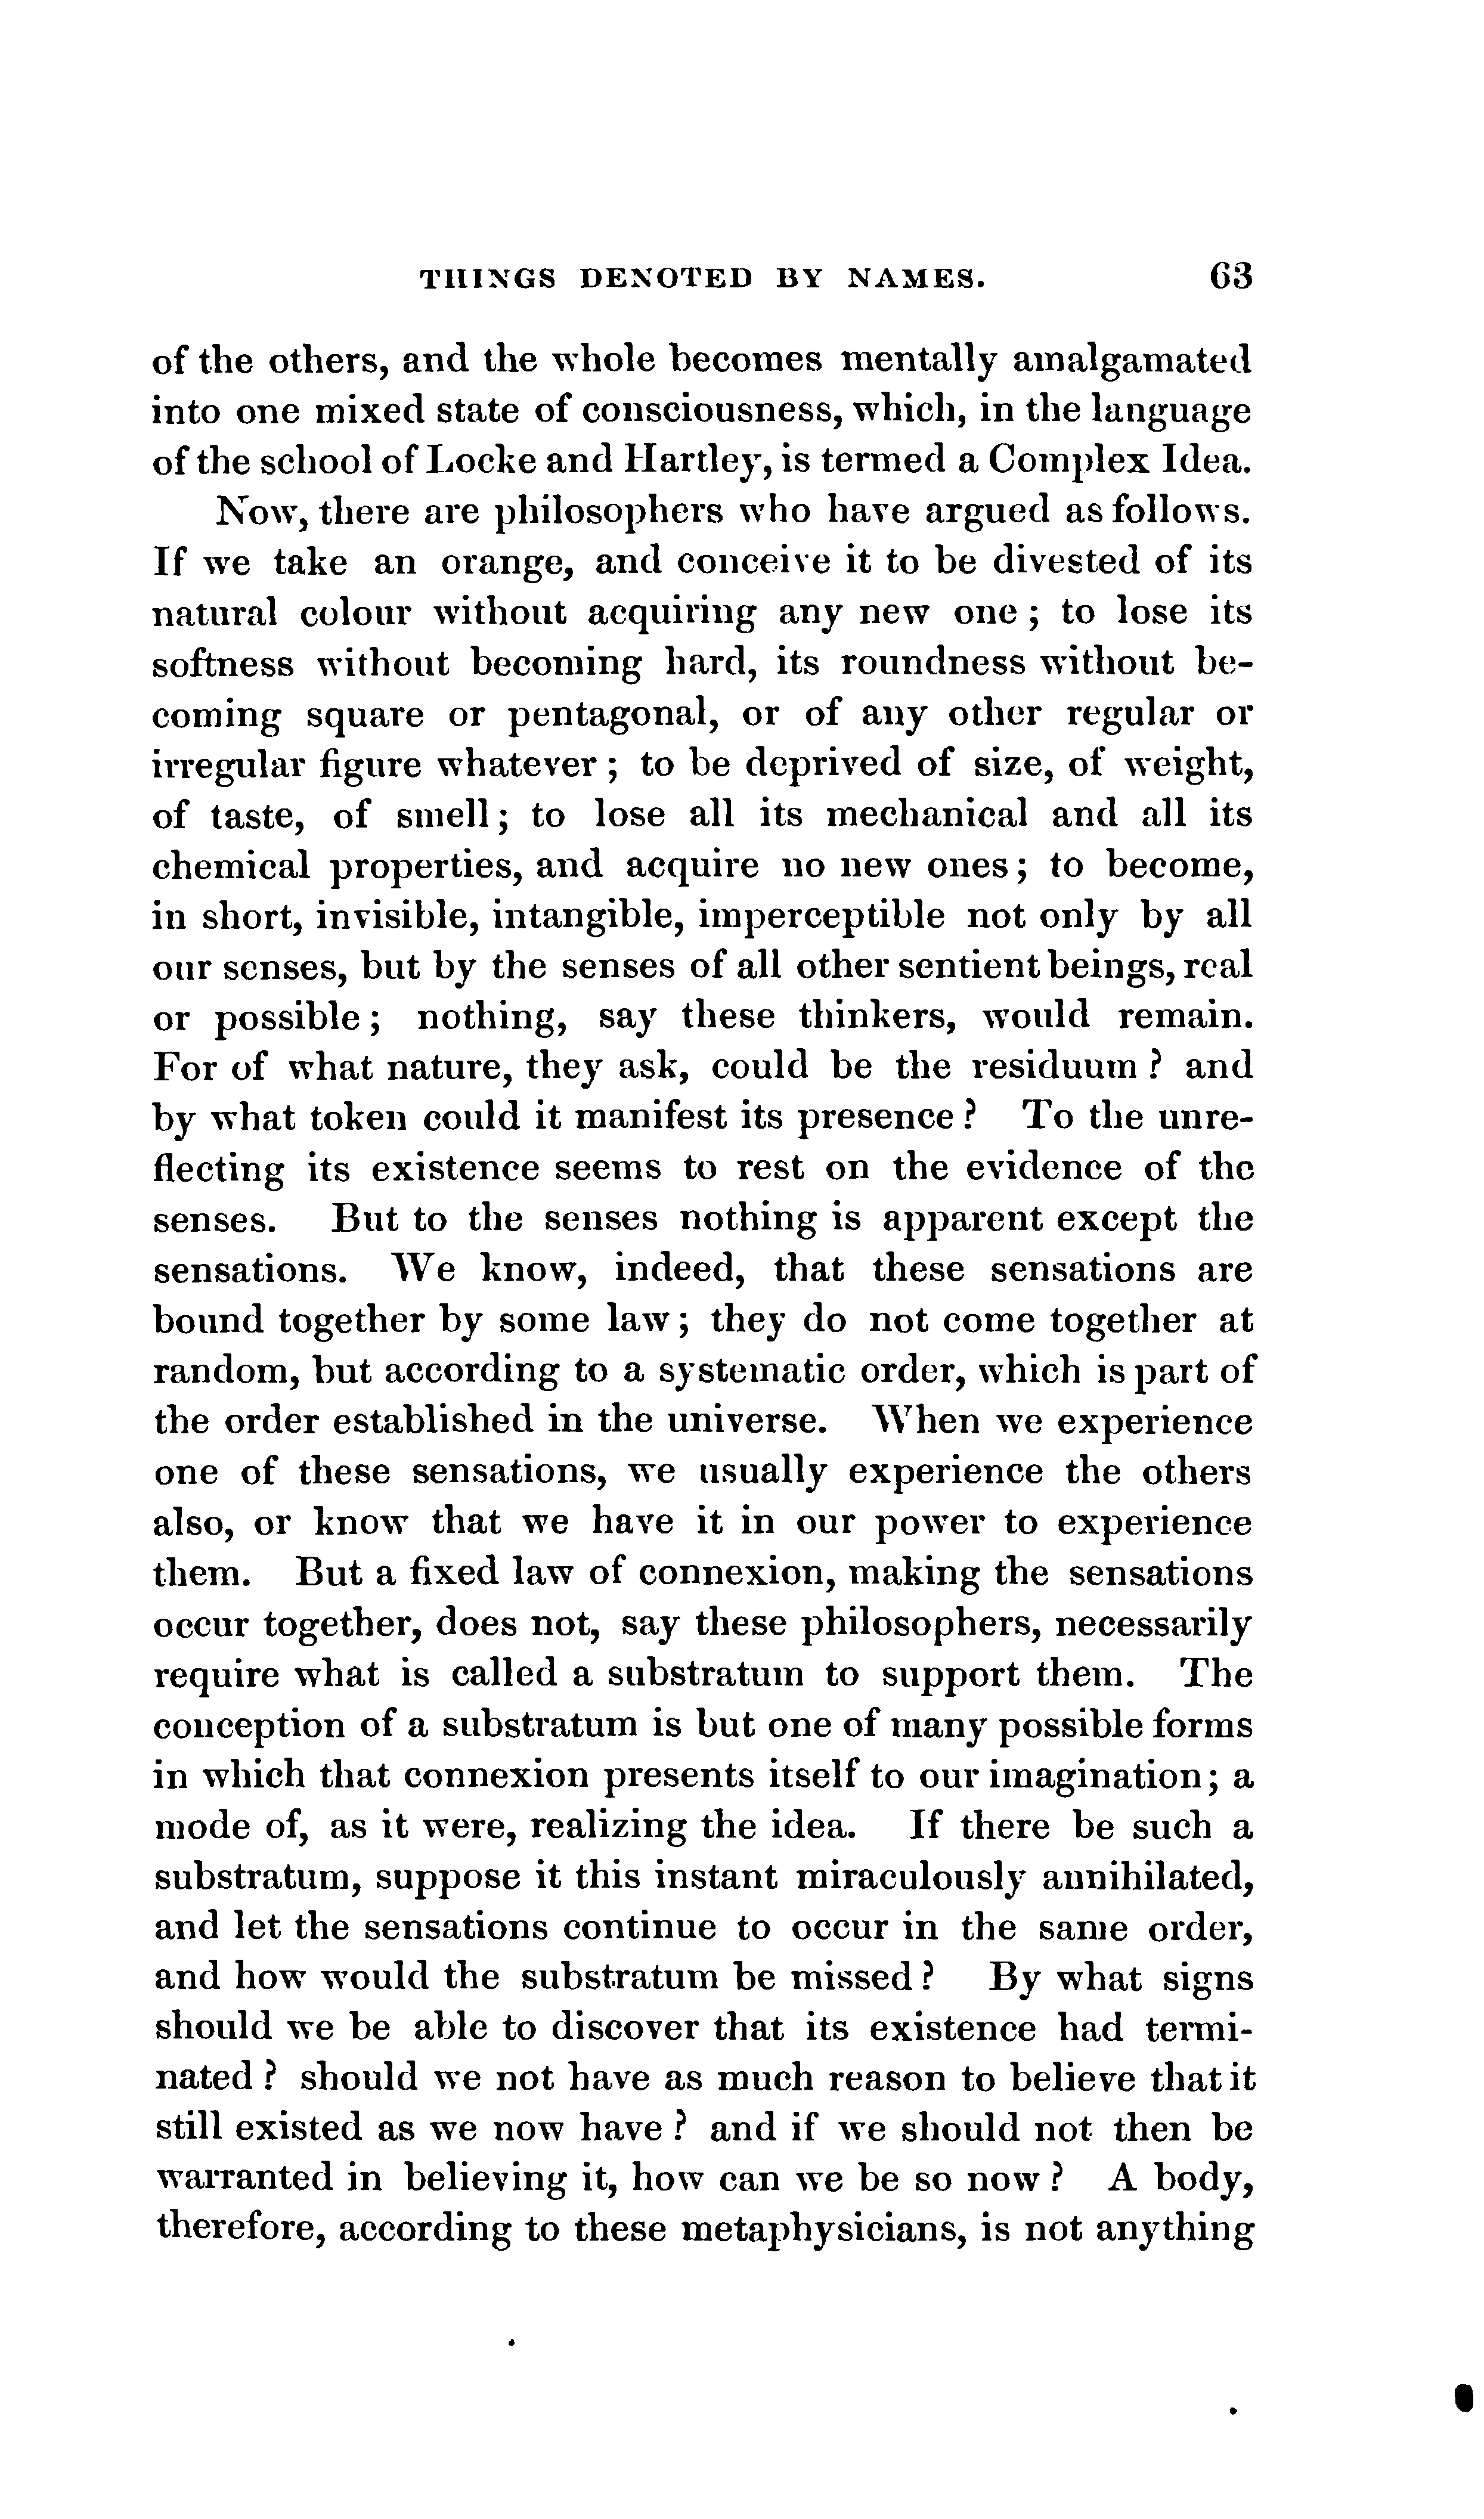 THINGS DENOTED BY NAMES. 63
of the others, and the whole becomes mentally amalgamated
into one mixed state of consciousness, which, in the language
of the school of Locke and Hartley, is termed a Complex Idea.
Now, there are philosophers who have argued as follows.
If we take an orange, and conceive it to be divested of its
natural colour without acquiring any new one; to lose its
softness without becoming hard, its roundness without be-
coming square or pentagonal, or of any other regular or
irregular figure whatever; to be deprived of size, of weight,
of taste, of smell; to lose all its mechanical and all its
chemical properties, and acquire no new ones; to become,
in short, invisible, intangible, imperceptible not only by all
our senses, but by the senses of all other sentient beings, real
or possible; nothing, say these thinkers, would remain.
For of what nature, they ask, could be the residuum? and
by what token could it manifest its presence? To the unre-
flecting its existence seems to rest on the evidence of the
senses. But to the senses nothing is apparent except the
sensations. We know, indeed, that these sensations are
bound together by some law; they do not come together at
random, but according to a systematic order, which is part of
the order established in the universe. When we experience
one of these sensations, we usually experience the others
also, or know that we have it in our power to experience
them. But a fixed law of connexion, making the sensations
occur together, does not, say these philosophers, necessarily
require what is called a substratum to support them. The
conception of a substratum is but one of many possible forms
in which that connexion presents itself to our imagination; a
mode of, as it were, realizing the idea. If there be such a
substratum, suppose it this instant miraculously annihilated,
and let the sensations continue to occur in the same order,
and how would the substratum be missed? By what signs
should we be able to discover that its existence had termi-
nated? should we not have as much reason to believe that it
still existed as we now have? and if we should not then be
warranted in believing it, how can we be so now? A body,
therefore, according to these metaphysicians, is not anything